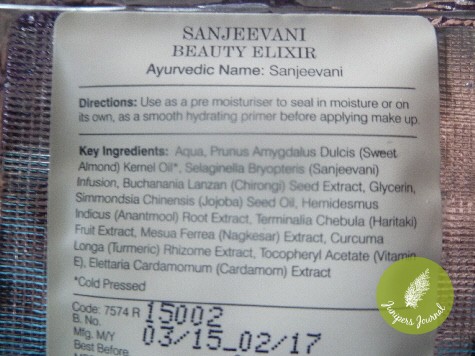 SANJEEVANI
BEAUTY ELIXIR
Ayurvedic Name: Sanjeevani
Directions: Use as a pre moisturiser to seal in moisture or on
its own, as a smooth hydrating primer before applying make up.
Key Ingredients: Aqua, Prunus Amygdalus Dulcis (Sweet
Almond) Kernel Oil*, Selaginella Bryopteris (Sanjeevani)
Infusion, Buchanania Lanzan (Chirongi) Seed Extract, Glycerin,
Simmondsia Chinensis (Jojoba) Seed Oil, Hemidesmus
Indicus (Anantmool) Root Extract, Terminalia Chebula (Haritaki)
Fruit Extract, Mesua Ferrea (Nagkesar) Extract, Curcuma
Longa (Turmeric) Rhizome Extract, Tocopheryl Acetate (Vitamin
E), Elettaria Cardamomum (Cardamom) Extract
*Cold Pressed
Code: 7574 R
B. No. 15002
Mfg. M/Y 03/15_02/17
Best Before
Junipers Journal